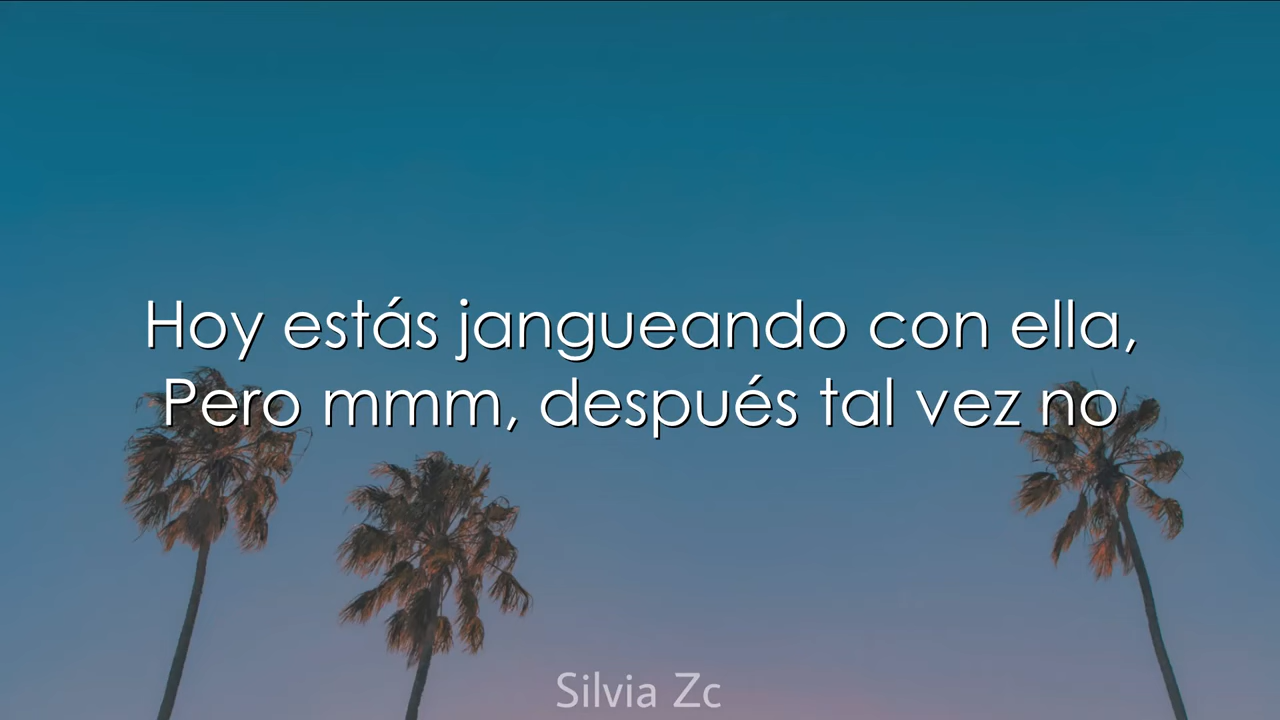 Hoy estás jangueando con ella,
Pero mmm, después tal vez no
Silvia Zc